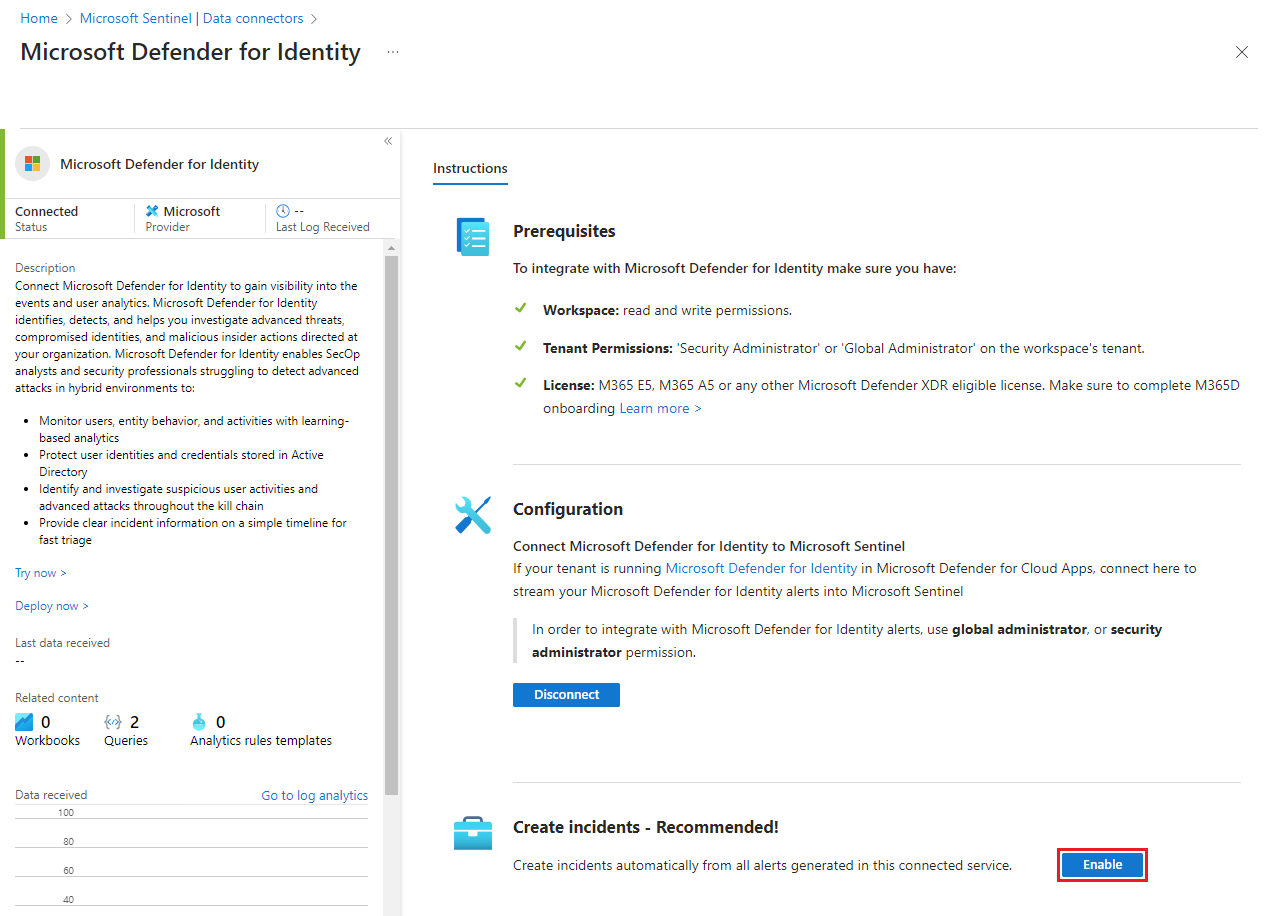 Home > Microsoft Sentinel | Data connectors >
Microsoft Defender for Identity ...
«
Microsoft Defender for Identity
Connected
Status
Microsoft
Provider
--
Last Log Received
Description
Connect Microsoft Defender for Identity to gain visibility into the
events and user analytics. Microsoft Defender for Identity
identifies, detects, and helps you investigate advanced threats,
compromised identities, and malicious insider actions directed at
your organization. Microsoft Defender for Identity enables SecOp
analysts and security professionals struggling to detect advanced
attacks in hybrid environments to:
• Monitor users, entity behavior, and activities with learning-
based analytics
• Protect user identities and credentials stored in Active
Directory
• Identify and investigate suspicious user activities and
advanced attacks throughout the kill chain
• Provide clear incident information on a simple timeline for
fast triage
Try now >
Deploy now >
Last data received
--
Related content
0
Workbooks
2
Queries
0
Analytics rules templates
Data received
Go to log analytics
100
80
60
40
Instructions
Prerequisites
To integrate with Microsoft Defender for Identity make sure you have:
Workspace: read and write permissions.
Tenant Permissions: 'Security Administrator' or 'Global Administrator' on the workspace's tenant.
License: M365 E5, M365 A5 or any other Microsoft Defender XDR eligible license. Make sure to complete M365D
onboarding Learn more >
Configuration
Connect Microsoft Defender for Identity to Microsoft Sentinel
If your tenant is running Microsoft Defender for Identity in Microsoft Defender for Cloud Apps, connect here to
stream your Microsoft Defender for Identity alerts into Microsoft Sentinel
In order to integrate with Microsoft Defender for Identity alerts, use global administrator, or security
administrator permission.
Disconnect
Create incidents - Recommended!
Create incidents automatically from all alerts generated in this connected service.
Enable